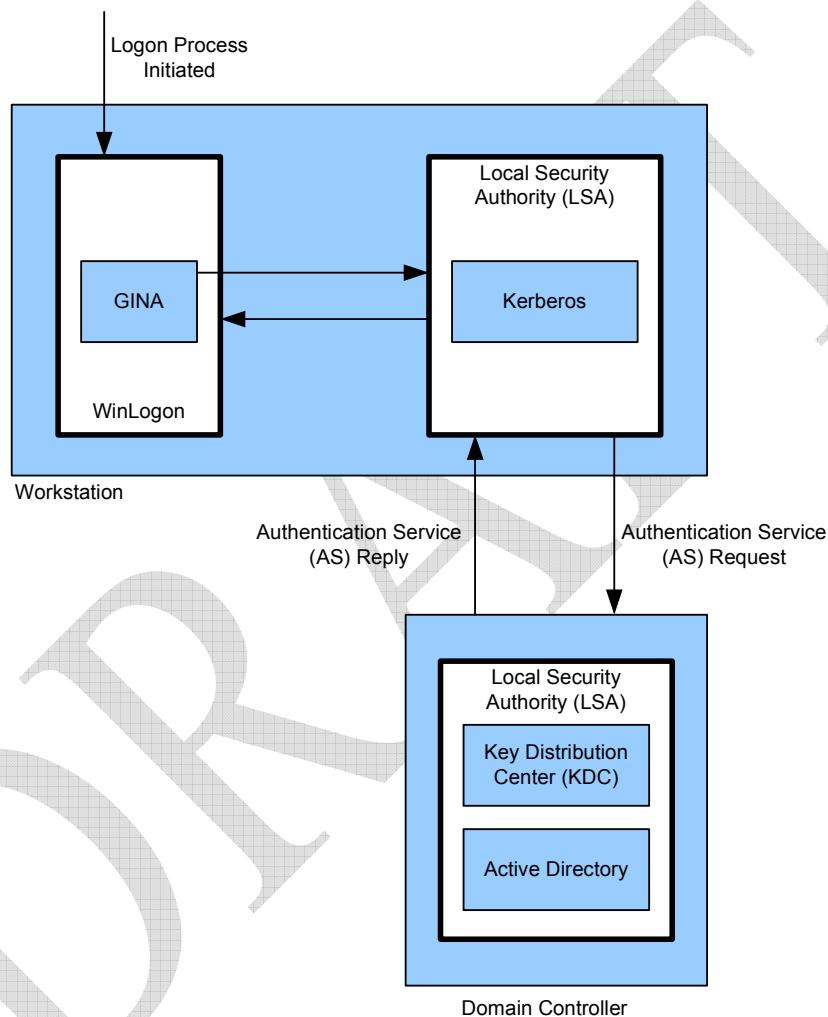 Logon Process
Initiated
Local Security
Authority (LSA)
GINA
Kerberos
WinLogon
Workstation
Authentication Service
(AS) Reply
Authentication Service
(AS) Request
Local Security
Authority (LSA)
Key Distribution
Center (KDC)
Active Directory
Domain Controller
DRAFT